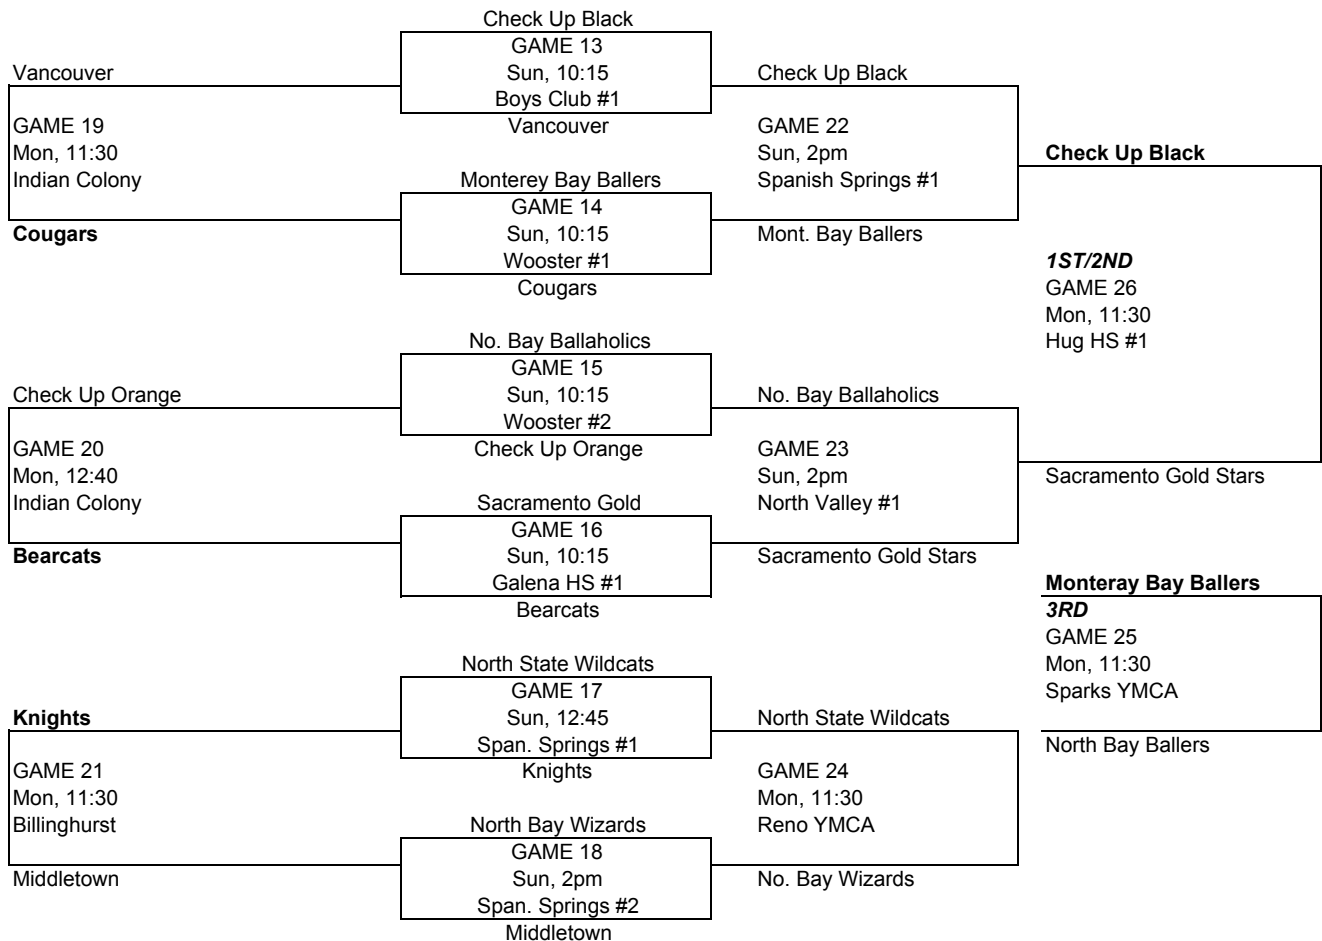 Check Up Black
GAME 13
Vancouver
Sun, 10:15
Check Up Black
Boys Club #1
GAME 19
Vancouver
GAME 22
Mon, 11:30
Sun, 2pm
Check Up Black
Indian Colony
Monterey Bay Ballers
Spanish Springs #1
GAME 14
Cougars
Sun, 10:15
Mont. Bay Ballers
Wooster #1
1ST/2ND
Cougars
GAME 26
Mon, 11:30
No. Bay Ballaholics
Hug HS #1
GAME 15
Check Up Orange
Sun, 10:15
No. Bay Ballaholics
Wooster #2
GAME 20
Check Up Orange
GAME 23
Mon, 12:40
Sun, 2pm
Sacramento Gold Stars
Indian Colony
Sacramento Gold
North Valley #1
GAME 16
Bearcats
Sun, 10:15
Sacramento Gold Stars
Galena HS #1
Monteray Bay Ballers
Bearcats
3RD
GAME 25
North State Wildcats
Mon, 11:30
GAME 17
Sparks YMCA
Knights
Sun, 12:45
North State Wildcats
Span. Springs #1
North Bay Ballers
GAME 21
Knights
GAME 24
Mon, 11:30
Mon, 11:30
Billinghurst
North Bay Wizards
Reno YMCA
GAME 18
Middletown
Sun, 2pm
No. Bay Wizards
Span. Springs #2
Middletown